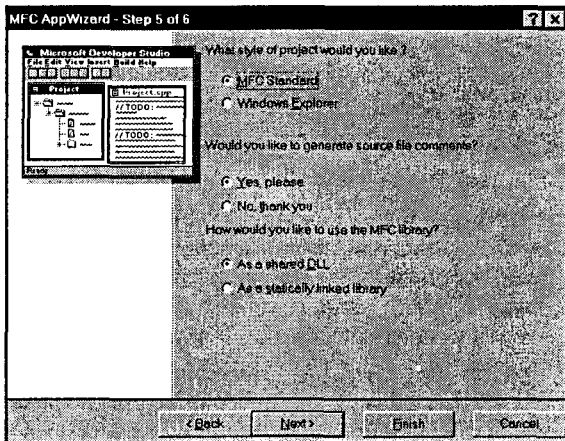 MFC AppWizard - Step 5 of 6
Microsoft Developer Studio
File Edit View Insert Build Help
Project
Project.cpp
//TODO:
//TODO:
Ready
What style of project would you like ?
MFC Standard
Windows Explorer
Would you like to generate source file comments?
Yes, please
No, thank you
How would you like to use the MFC library?
As a shared DLL
As a statically linked library
< Back
Next >
Finish
Cancel